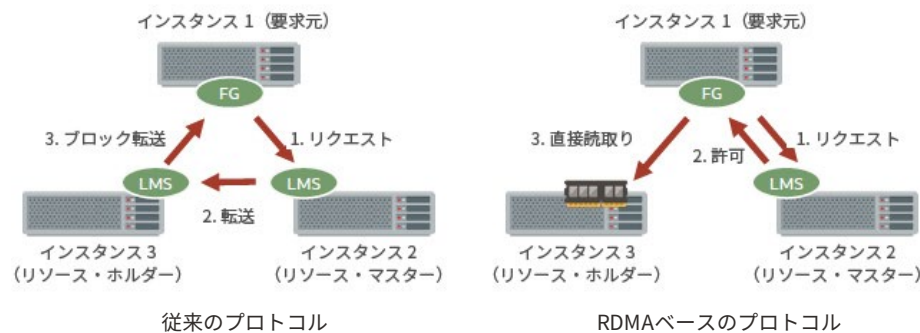 インスタンス 1（要求元）
FG
3. ブロック転送
1. リクエスト
LMS
LMS
2. 転送
インスタンス 3
（リソース・ホルダー）
インスタンス 2
（リソース・マスター）
従来のプロトコル
インスタンス 1（要求元）
FG
3. 直接読取り
2. 許可
1. リクエスト
LMS
インスタンス 3
（リソース・ホルダー）
インスタンス 2
（リソース・マスター）
RDMAベースのプロトコル